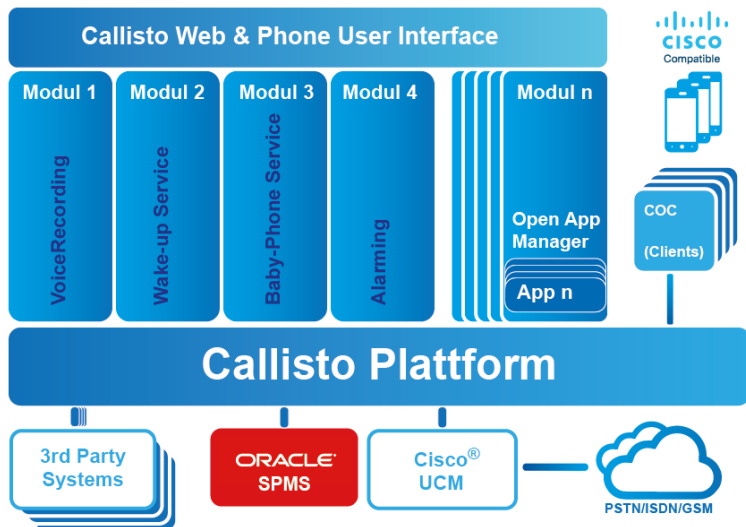 Callisto Web & Phone User Interface
CISCO
Compatible
Modul 1
Modul 2
Modul 3
Modul 4
Modul n
VoiceRecording
Wake-up Service
Baby-Phone Service
Alarming
Open App
Manager
App n
COC
(Clients)
Callisto Plattform
3rd Party
Systems
ORACLE®
SPMS
Cisco®
UCM
PSTN/ISDN/GSM